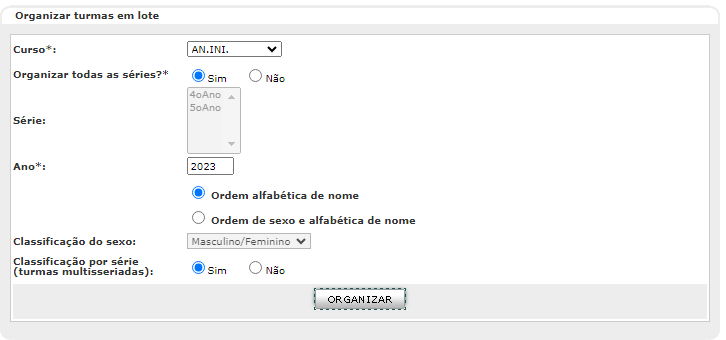 Organizar turmas em lote
Curso*: AN.INI.
Organizar todas as séries?* Sim Não
Série: 4oAno
5oAno
Ano*: 2023
Ordem alfabética de nome
Ordem de sexo e alfabética de nome
Classificação do sexo: Masculino/Feminino
Classificação por série
(turmas multisseriadas): Sim Não
ORGANIZAR